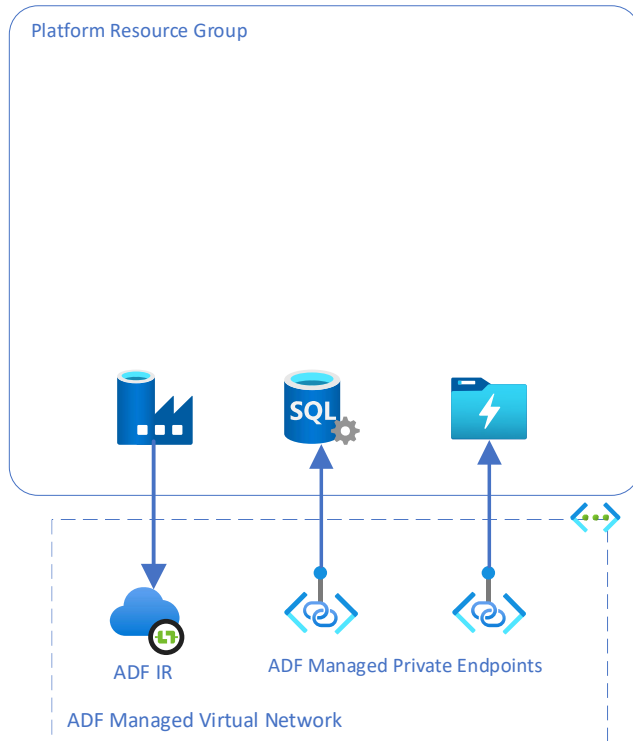 Platform Resource Group
SQL
ADF IR
ADF Managed Private Endpoints
ADF Managed Virtual Network